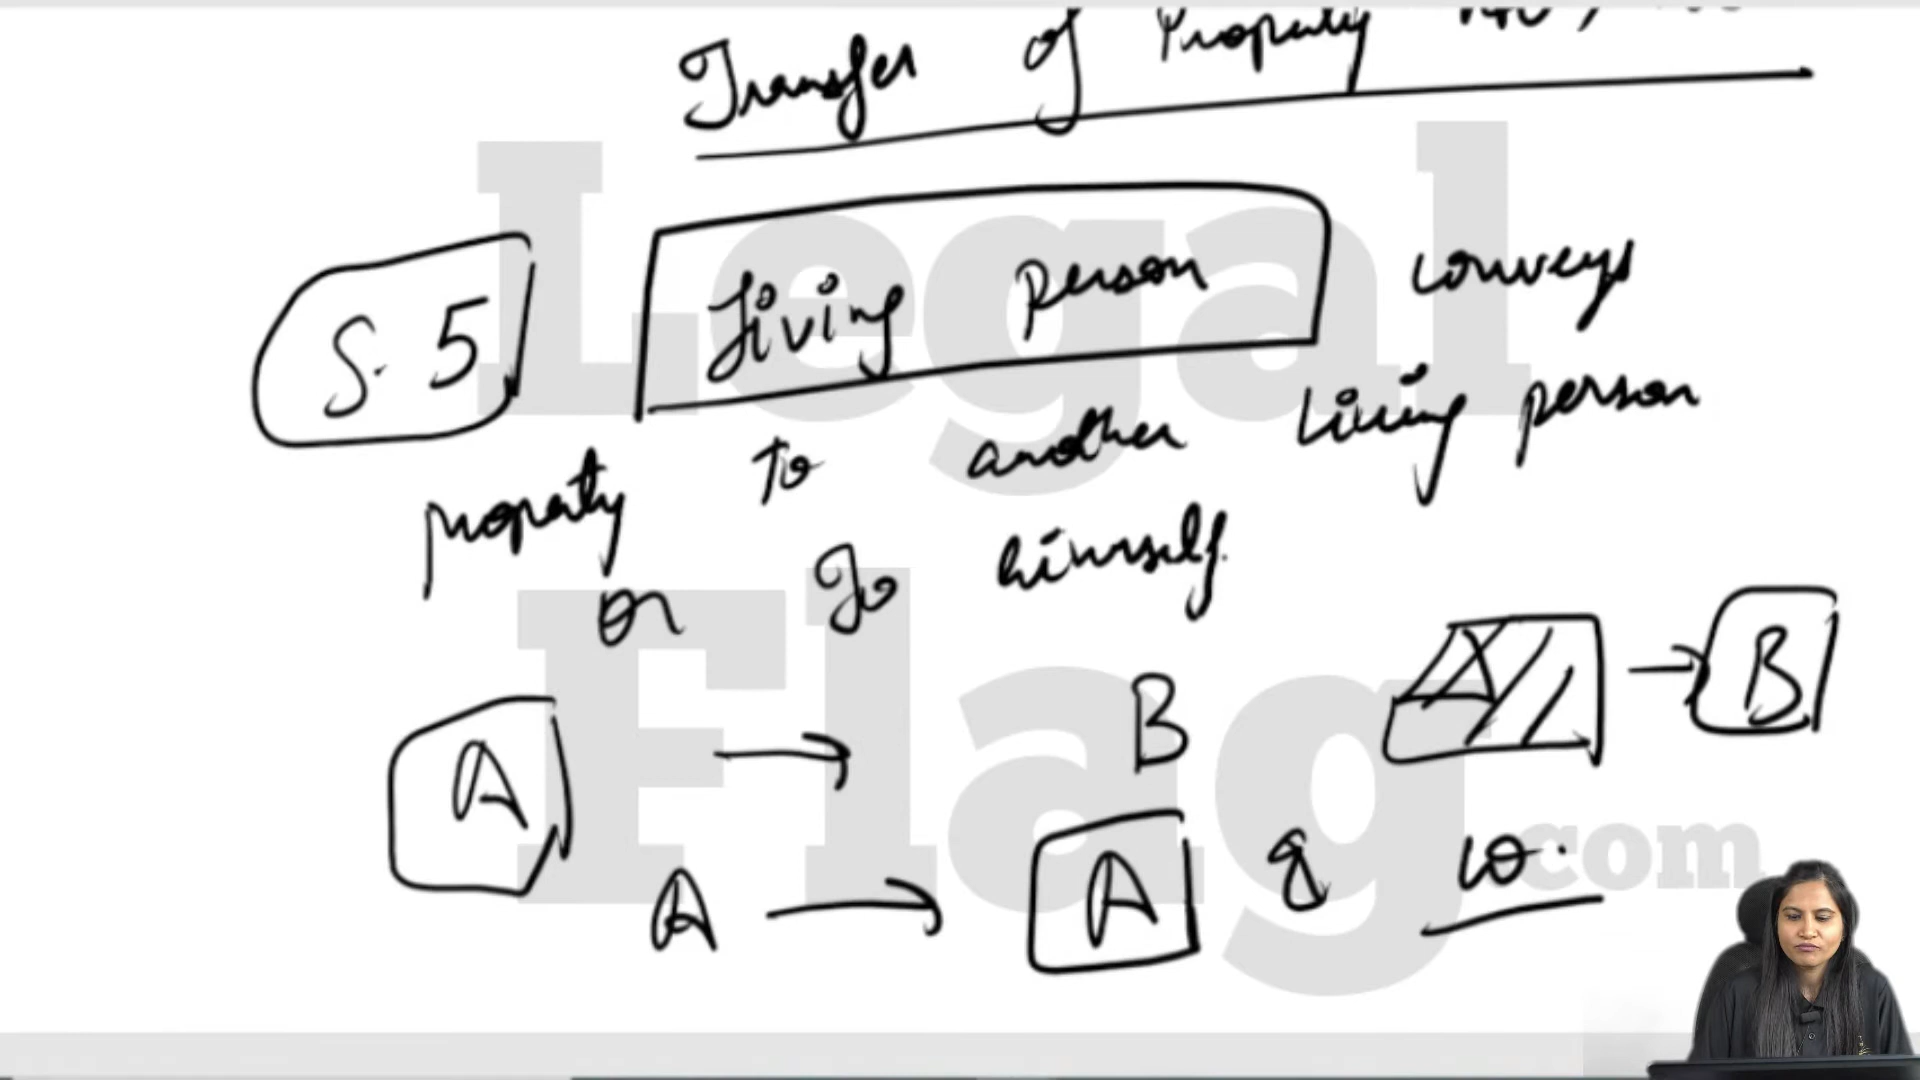 Transfer of Property
S. 5 Living person conveys
property to another living person
or To himself.
A → B
A → B
A → A & co.
Legal
Flag
.com